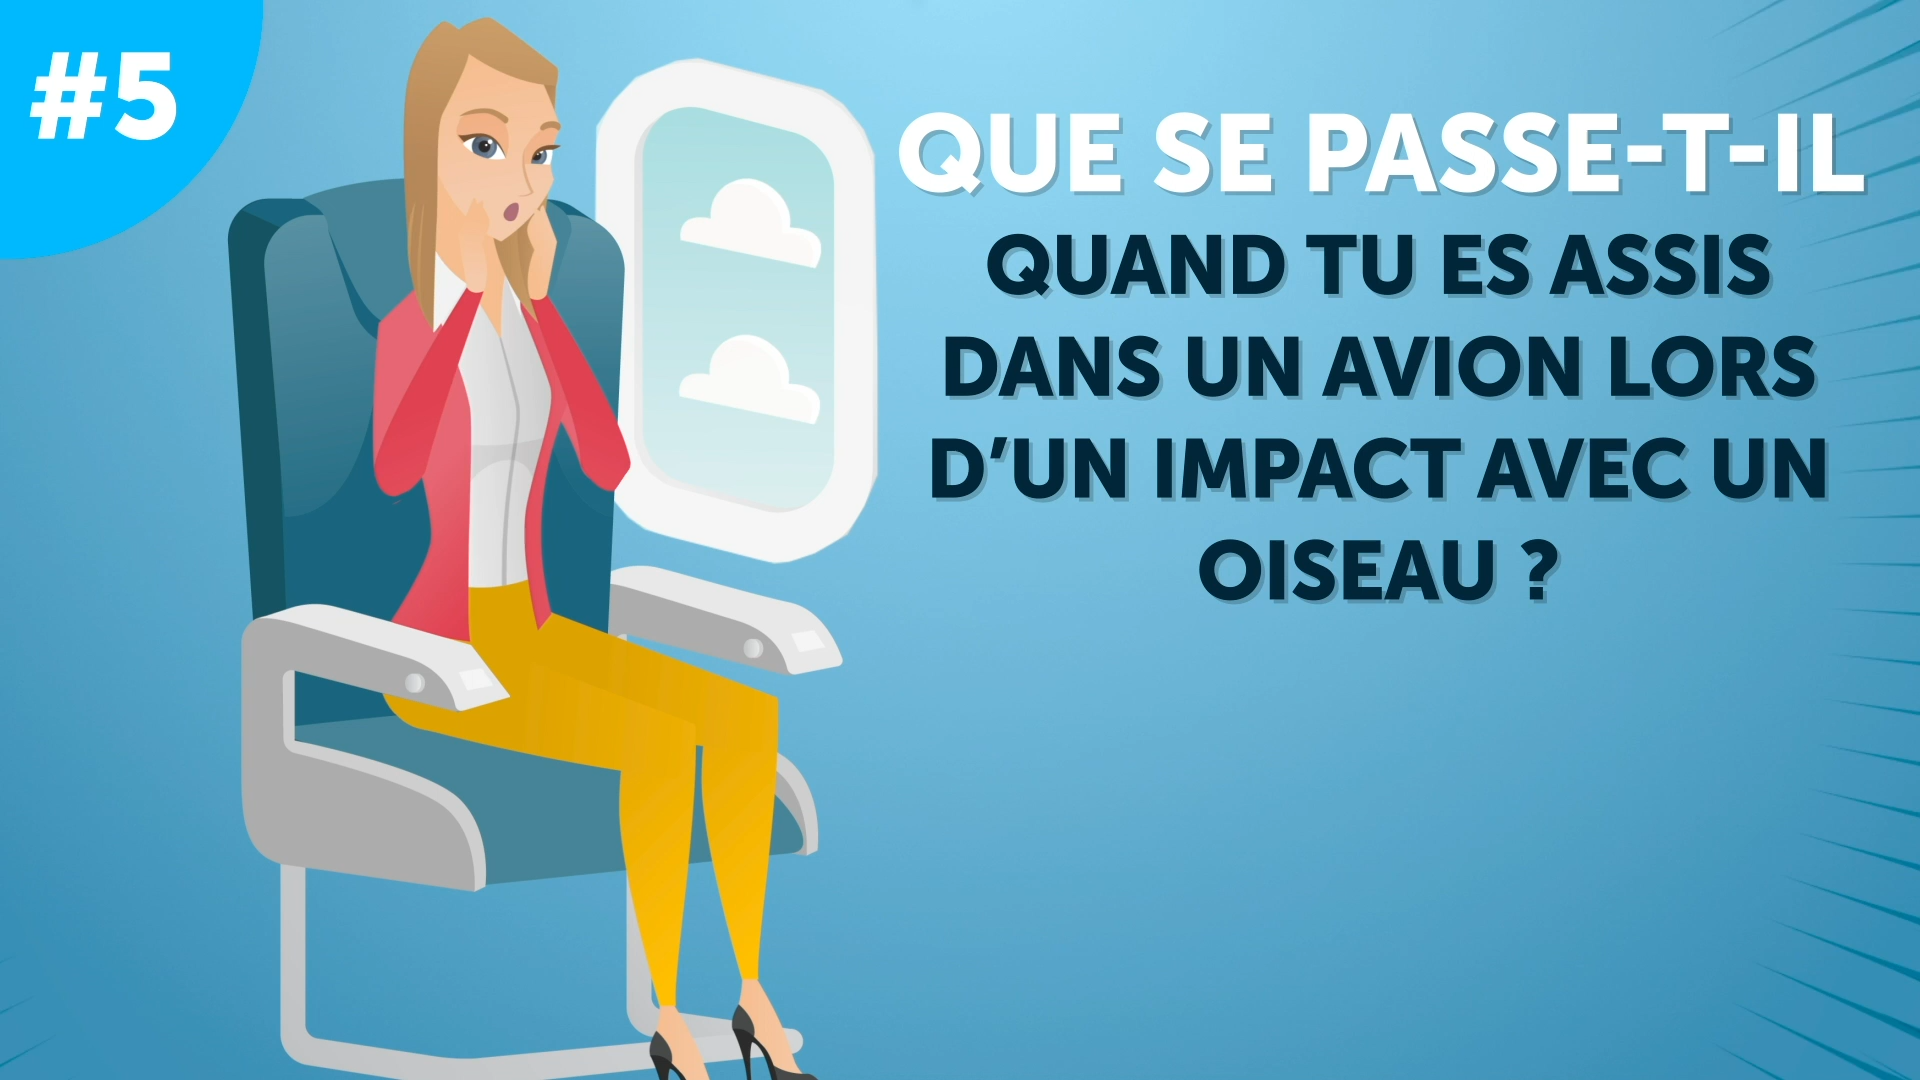 #5
QUE SE PASSE-T-IL
QUAND TU ES ASSIS
DANS UN AVION LORS
D’UN IMPACT AVEC UN
OISEAU ?